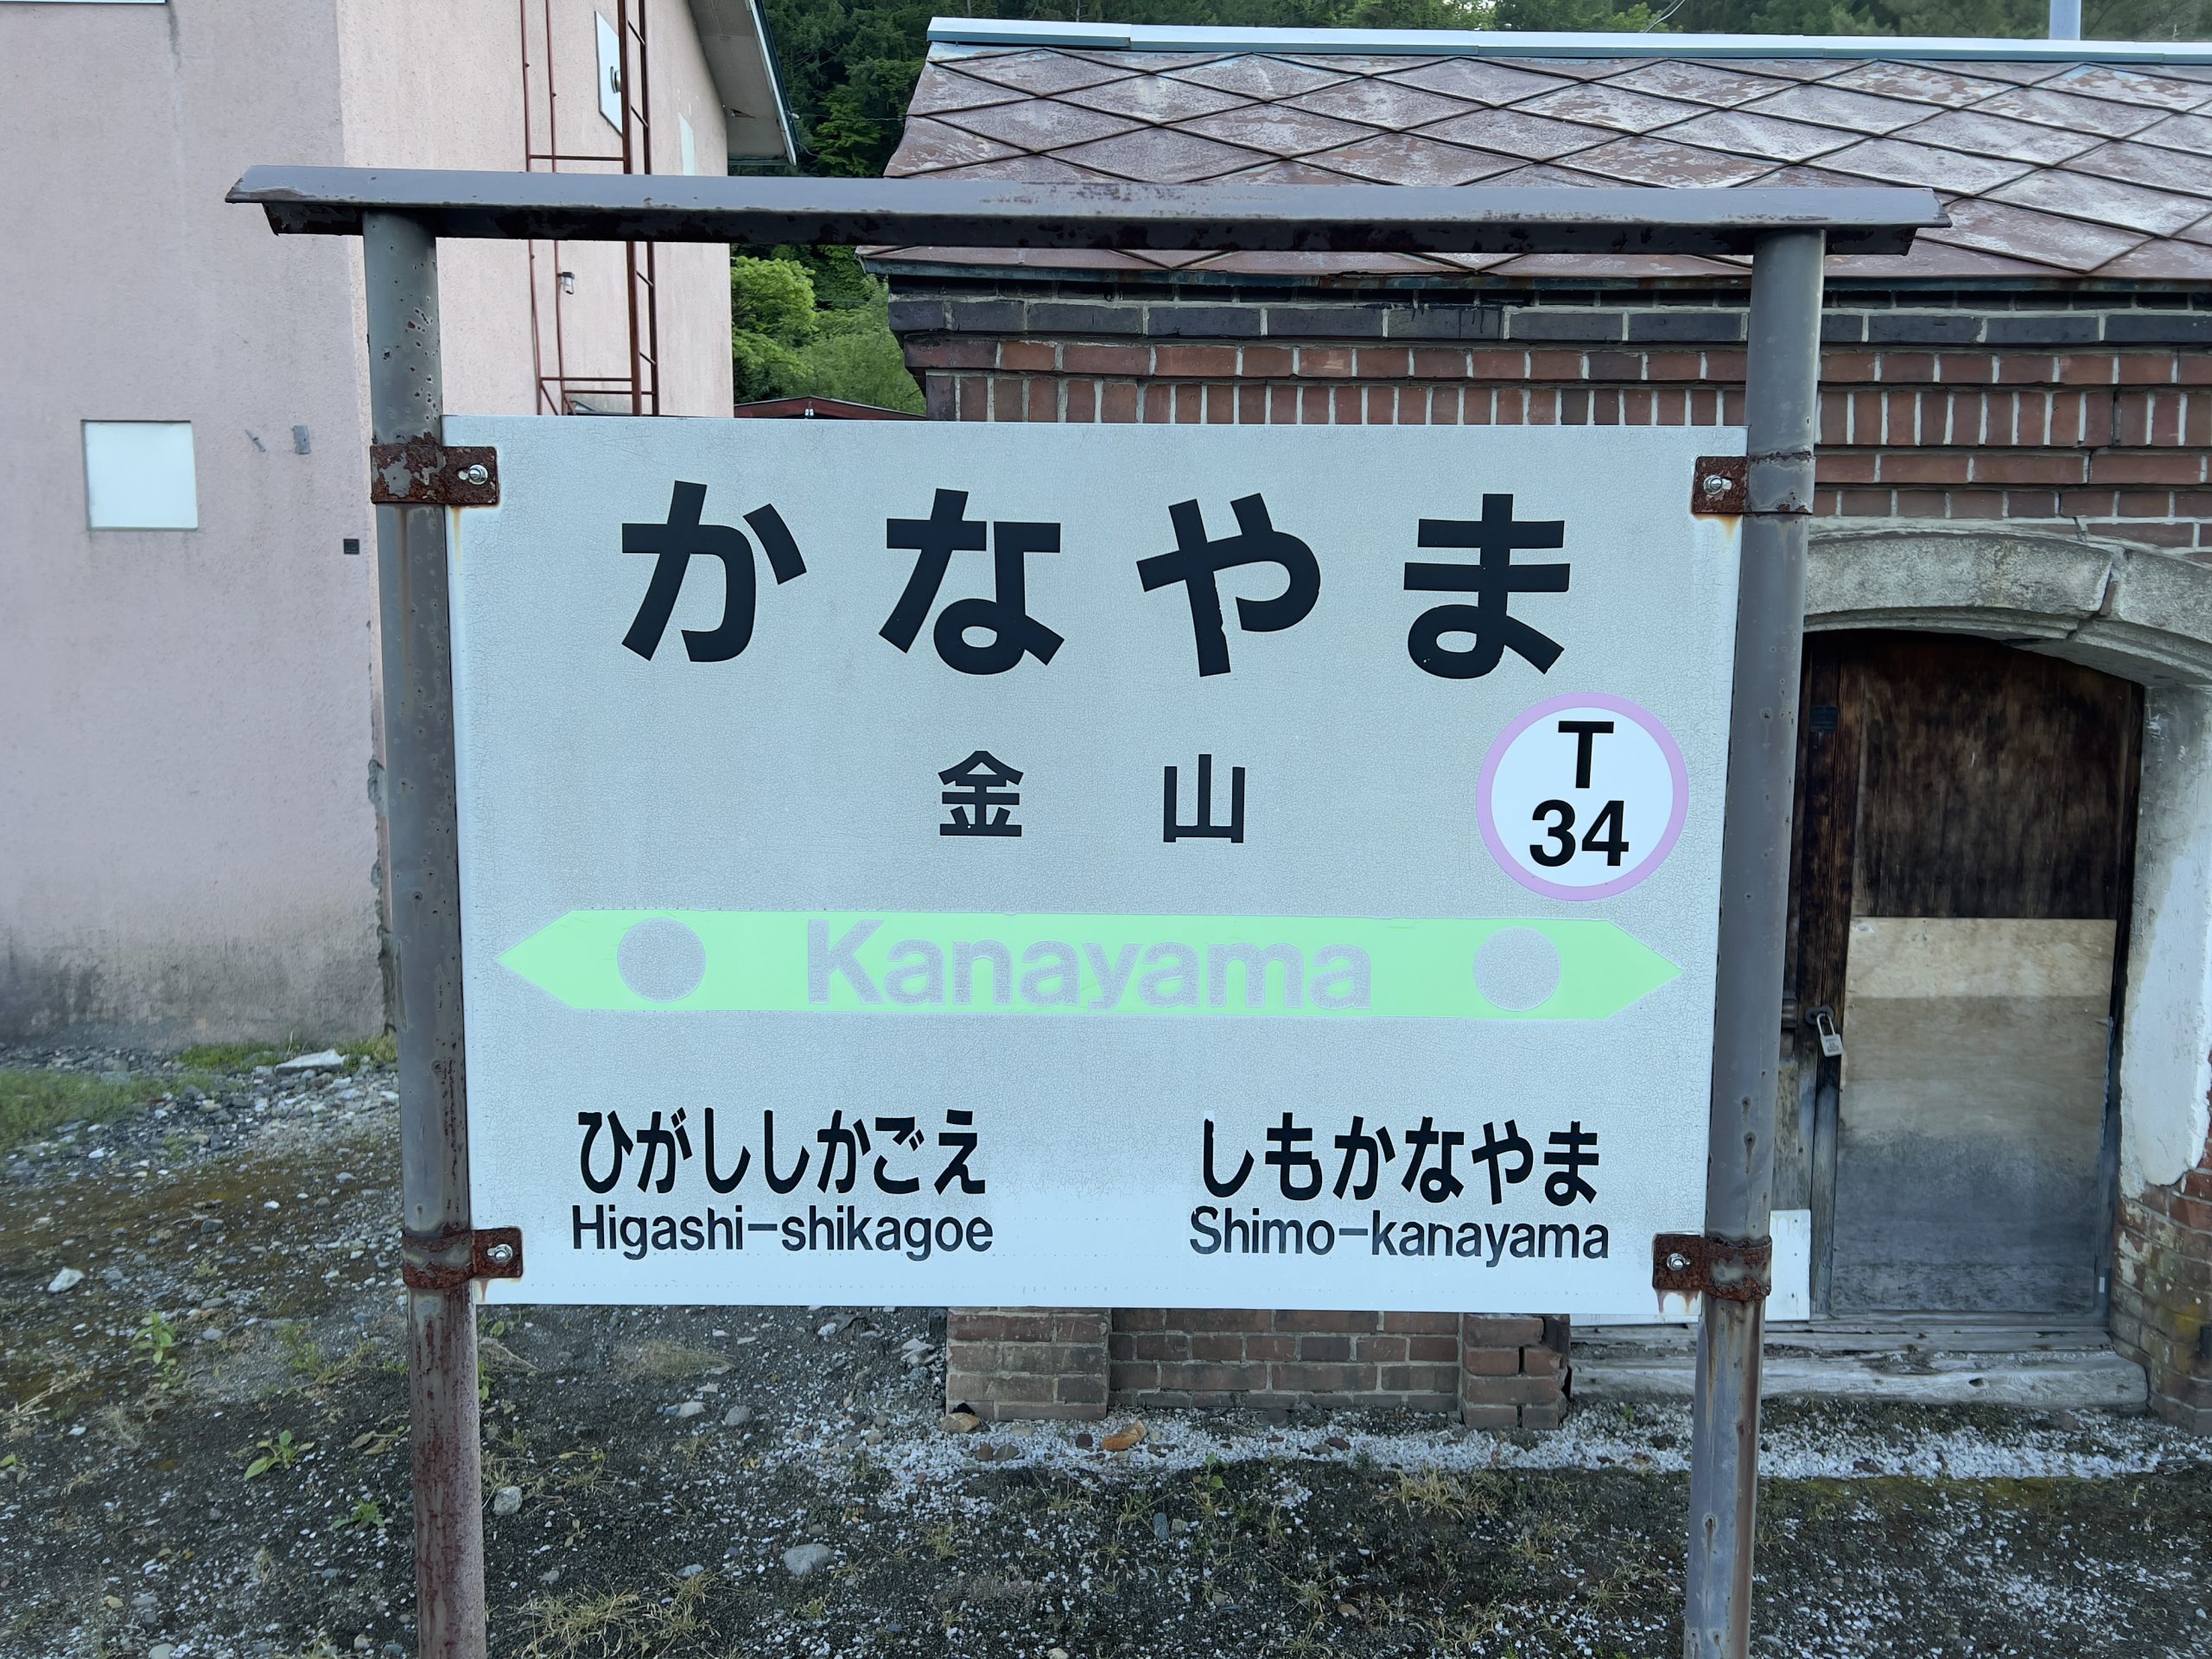 かなやま
金山
T
34
Kanayama
ひがししかごえ
Higashi-shikagoe
しもかなやま
Shimo-kanayama